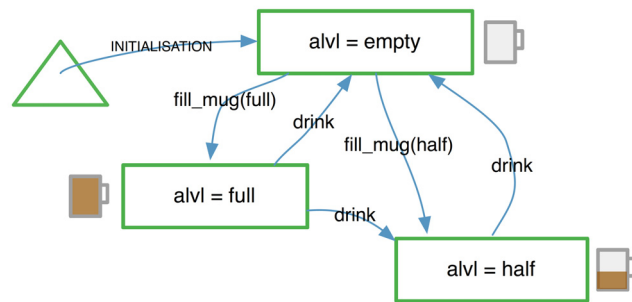 alvl = empty
INITIALISATION
fill_mug(full)
drink
fill_mug(half)
drink
alvl = full
drink
alvl = half